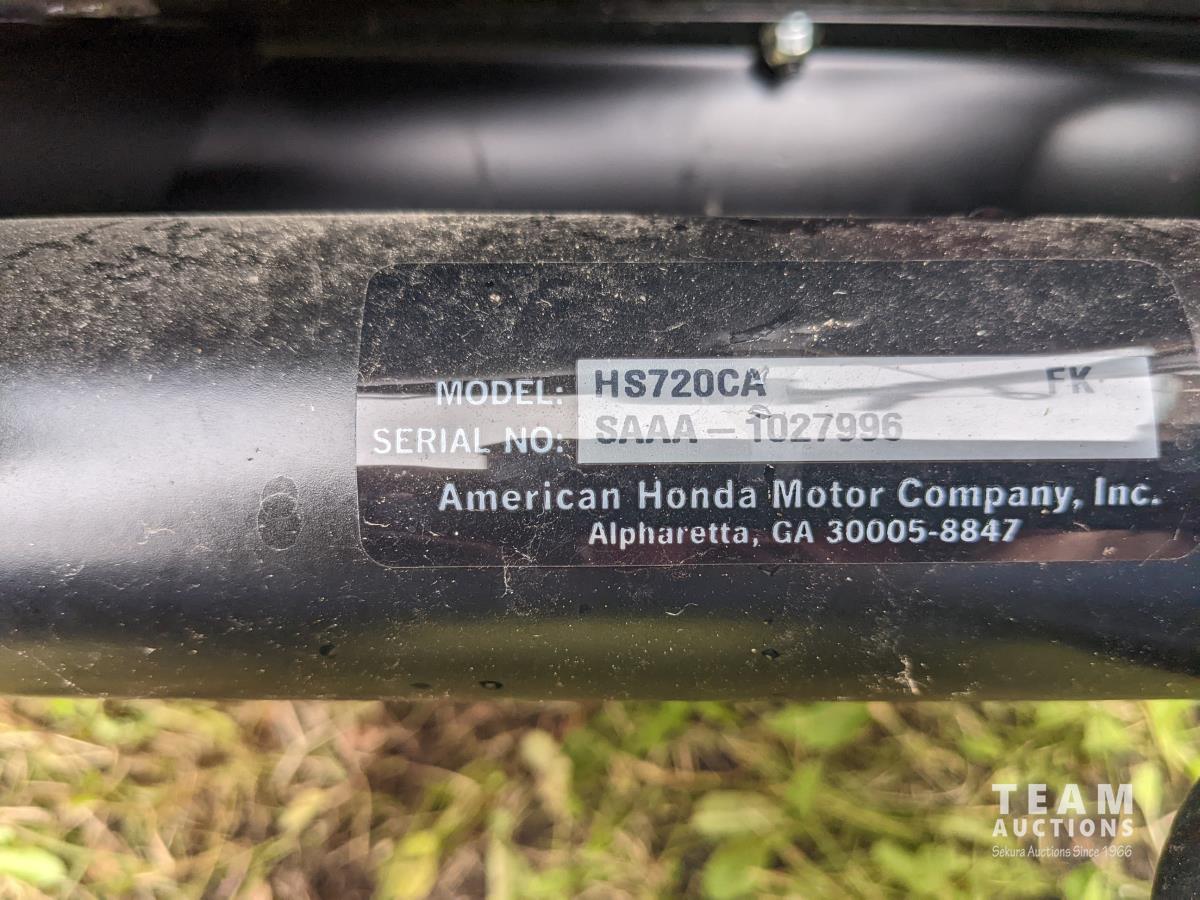 MODEL: HS720CA FK
SERIAL NO: SAAA - 1027996
American Honda Motor Company, Inc.
Alpharetta, GA 30005-8847
TEAM
AUCTIONS
Sekura Auctions Since 1966